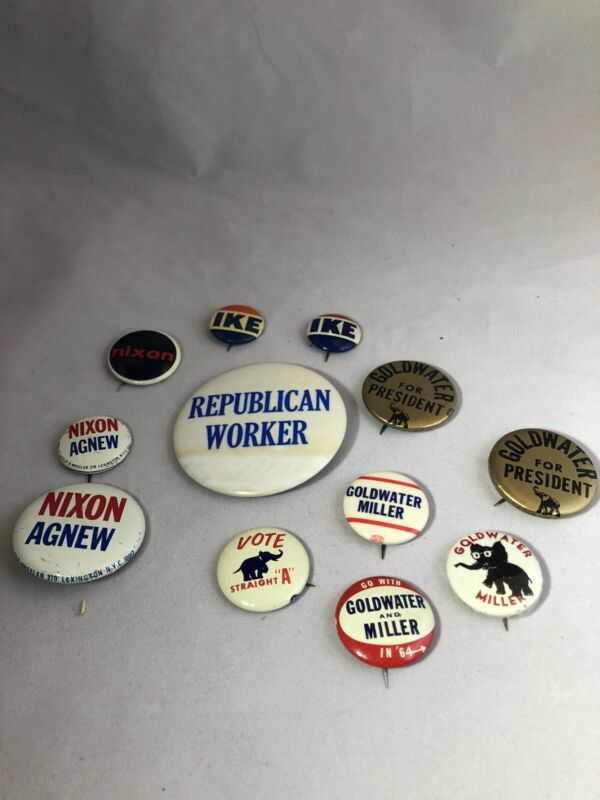 IKE
IKE
nixon
REPUBLICAN
WORKER
GOLDWATER
FOR
PRESIDENT
NIXON
AGNEW
GOLDWATER
FOR
PRESIDENT
NIXON
AGNEW
LEXINGTON N.Y.C.
GOLDWATER
MILLER
VOTE
STRAIGHT "A"
GOLDWATER
MILLER
GO WITH
GOLDWATER
AND
MILLER
IN '64